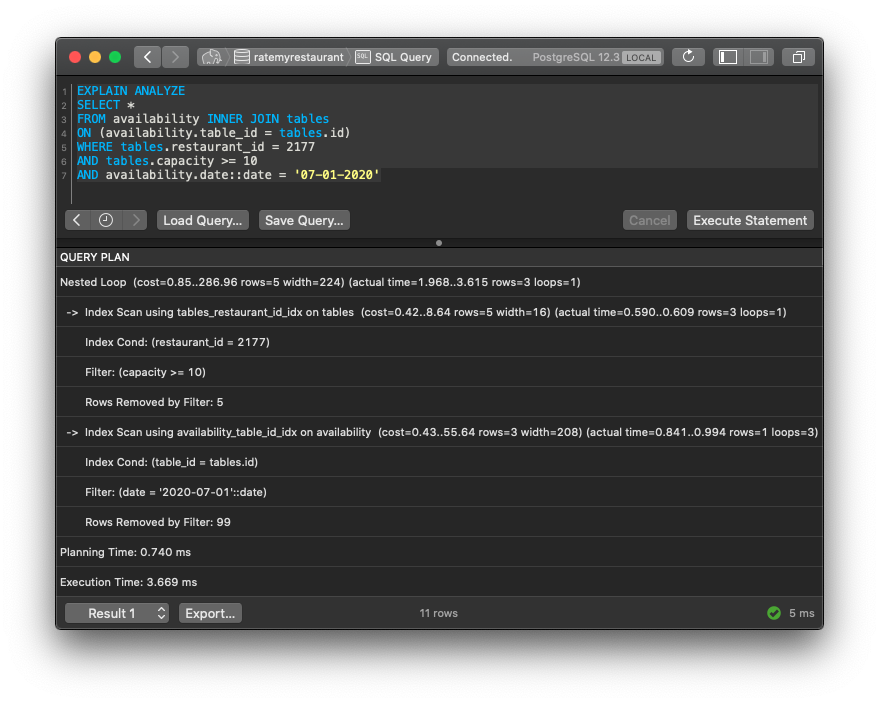 ratemyrestaurant SQL SQL Query Connected. PostgreSQL 12.3 LOCAL
1 EXPLAIN ANALYZE
2 SELECT *
3 FROM availability INNER JOIN tables
4 ON (availability.table_id = tables.id)
5 WHERE tables.restaurant_id = 2177
6 AND tables.capacity >= 10
7 AND availability.date::date = '07-01-2020'
Load Query... Save Query... Cancel Execute Statement
QUERY PLAN
Nested Loop (cost=0.85..286.96 rows=5 width=224) (actual time=1.968..3.615 rows=3 loops=1)
-> Index Scan using tables_restaurant_id_idx on tables (cost=0.42..8.64 rows=5 width=16) (actual time=0.590..0.609 rows=3 loops=1)
Index Cond: (restaurant_id = 2177)
Filter: (capacity >= 10)
Rows Removed by Filter: 5
-> Index Scan using availability_table_id_idx on availability (cost=0.43..55.64 rows=3 width=208) (actual time=0.841..0.994 rows=1 loops=3)
Index Cond: (table_id = tables.id)
Filter: (date = '2020-07-01'::date)
Rows Removed by Filter: 99
Planning Time: 0.740 ms
Execution Time: 3.669 ms
Result 1 Export... 11 rows 5 ms